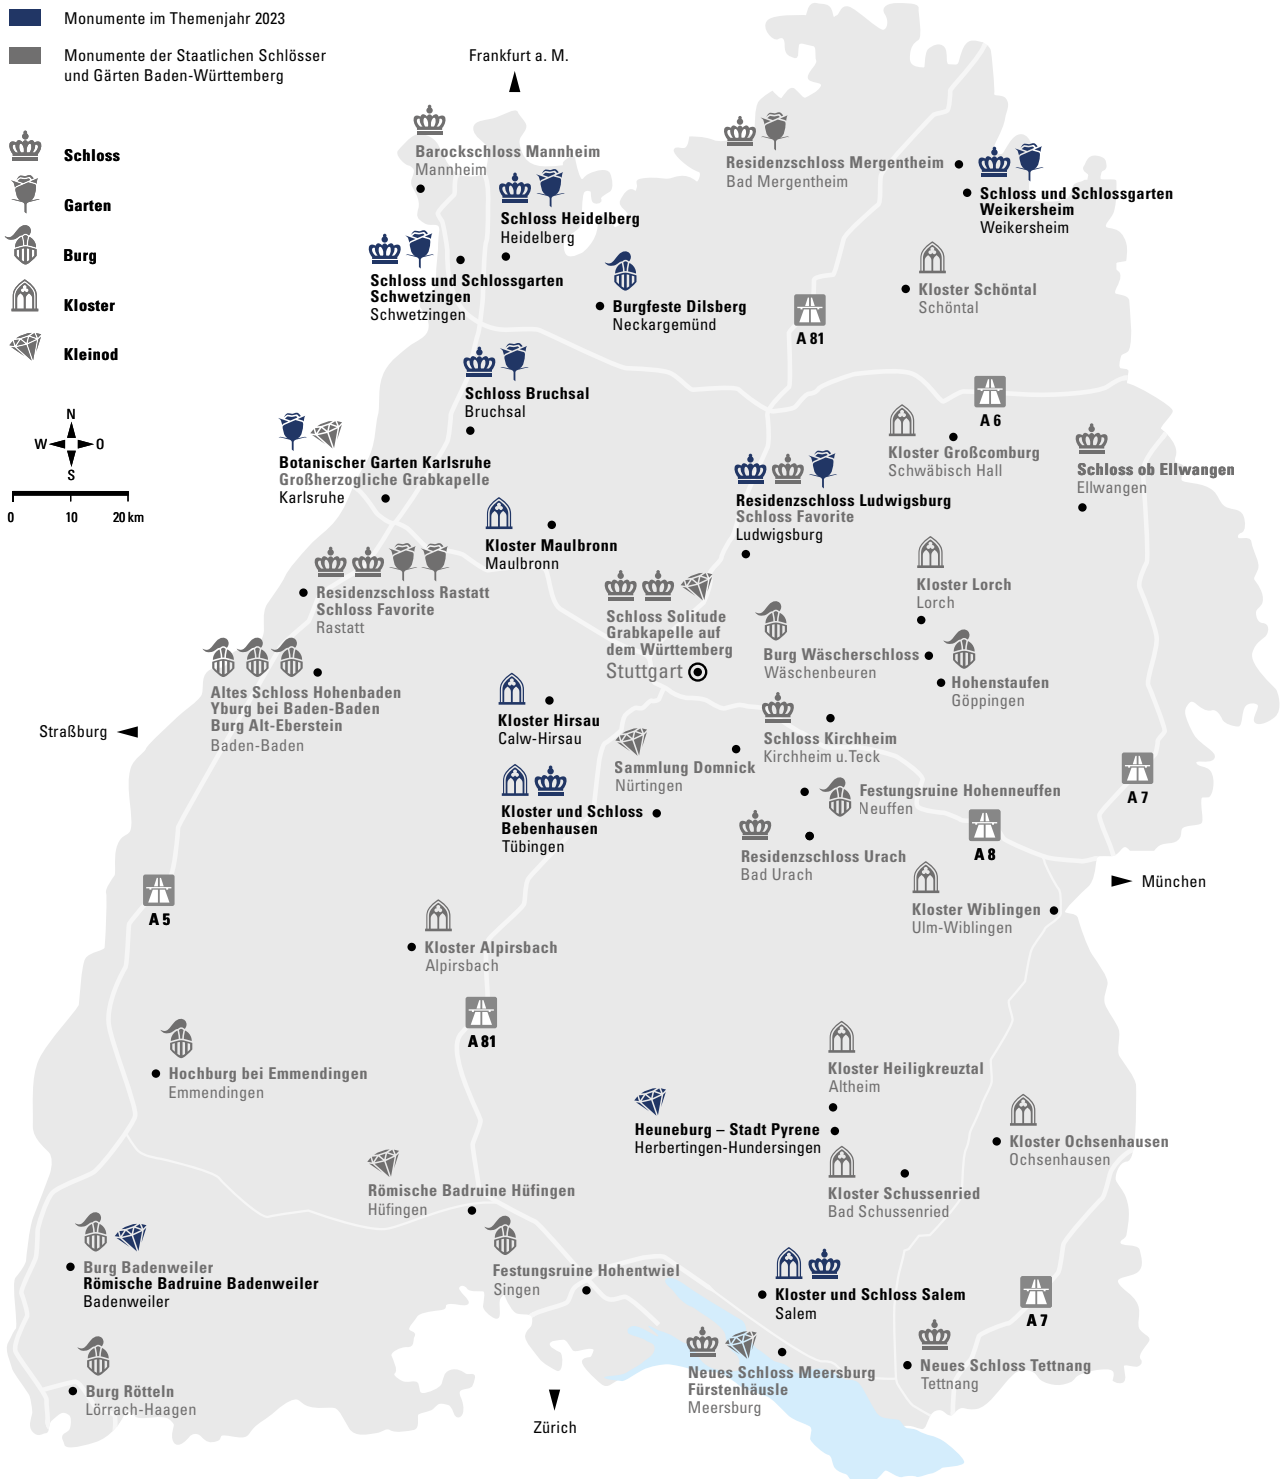 Monumente im Themenjahr 2023
Monumente der Staatlichen Schlösser
und Gärten Baden-Württemberg
Schloss
Garten
Burg
Kloster
Kleinod
N
W
O
S
0
10
20 km
Frankfurt a. M.
Barockschloss Mannheim
Mannheim
Residenzschloss Mergentheim
Bad Mergentheim
Schloss und Schlossgarten
Weikersheim
Weikersheim
Schloss Heidelberg
Heidelberg
Schloss und Schlossgarten
Schwetzingen
Schwetzingen
Burgfeste Dilsberg
Neckargemünd
Kloster Schöntal
Schöntal
A 81
Schloss Bruchsal
Bruchsal
A 6
Botanischer Garten Karlsruhe
Großherzogliche Grabkapelle
Karlsruhe
Kloster Großcomburg
Schwäbisch Hall
Schloss ob Ellwangen
Ellwangen
Residenzschloss Ludwigsburg
Schloss Favorite
Ludwigsburg
Kloster Maulbronn
Maulbronn
Residenzschloss Rastatt
Schloss Favorite
Rastatt
Schloss Solitude
Grabkapelle auf
dem Württemberg
Stuttgart
Kloster Lorch
Lorch
Burg Wäscherschloss
Wäschenbeuren
Hohenstaufen
Göppingen
Altes Schloss Hohenbaden
Yburg bei Baden-Baden
Burg Alt-Eberstein
Baden-Baden
Straßburg
Kloster Hirsau
Calw-Hirsau
Schloss Kirchheim
Kirchheim u.Teck
Sammlung Domnick
Nürtingen
Festungsruine Hohenneuffen
Neuffen
A 7
Kloster und Schloss
Bebenhausen
Tübingen
Residenzschloss Urach
Bad Urach
A 8
München
Kloster Wiblingen
Ulm-Wiblingen
A 5
Kloster Alpirsbach
Alpirsbach
A 81
Hochburg bei Emmendingen
Emmendingen
Kloster Heiligkreuztal
Altheim
Heuneburg – Stadt Pyrene
Herbertingen-Hundersingen
Kloster Ochsenhausen
Ochsenhausen
Kloster Schussenried
Bad Schussenried
Römische Badruine Hüfingen
Hüfingen
Burg Badenweiler
Römische Badruine Badenweiler
Badenweiler
Festungsruine Hohentwiel
Singen
Kloster und Schloss Salem
Salem
A 7
Neues Schloss Meersburg
Fürstenhäusle
Meersburg
Neues Schloss Tettnang
Tettnang
Burg Rötteln
Lörrach-Haagen
Zürich